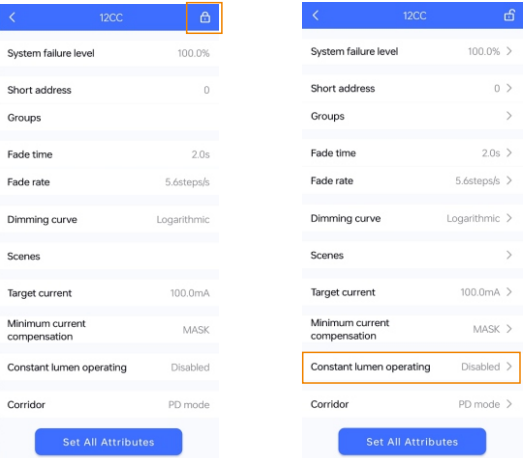 12CC
System failure level 100.0%
Short address 0
Groups
Fade time 2.0s
Fade rate 5.6steps/s
Dimming curve Logarithmic
Scenes
Target current 100.0mA
Minimum current
compensation MASK
Constant lumen operating Disabled
Corridor PD mode
Set All Attributes
12CC
System failure level 100.0%
Short address 0
Groups
Fade time 2.0s
Fade rate 5.6steps/s
Dimming curve Logarithmic
Scenes
Target current 100.0mA
Minimum current
compensation MASK
Constant lumen operating Disabled
Corridor PD mode
Set All Attributes